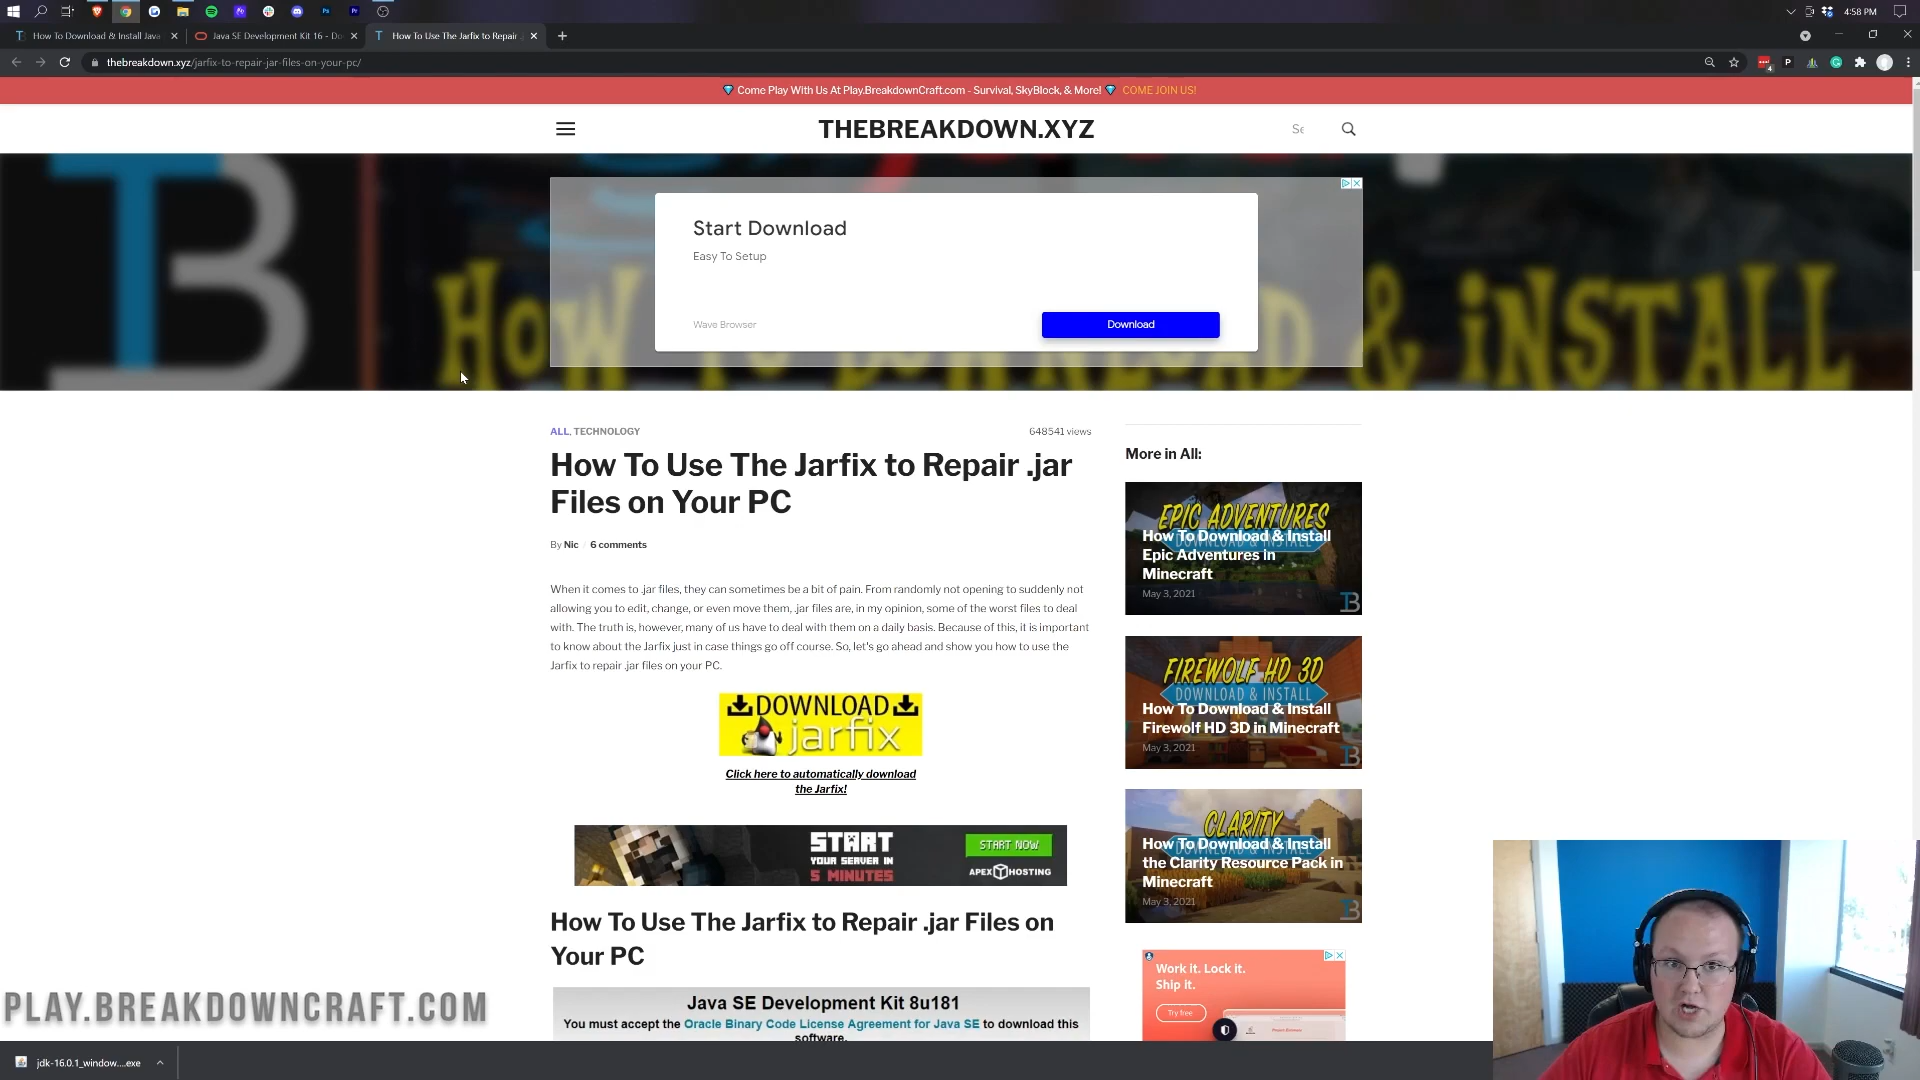 4:58 PM
How To Download & Install Java
Java SE Development Kit 16 - Do
How To Use The Jarfix to Repair .j
thebreakdown.xyz/jarfix-to-repair-jar-files-on-your-pc/
Come Play With Us At Play.BreakdownCraft.com - Survival, SkyBlock, & More! COME JOIN US!
THEBREAKDOWN.XYZ
Se
Start Download
Easy To Setup
Wave Browser
Download
HOW TO DOWNLOAD & INSTALL
ALL, TECHNOLOGY
648541 views
How To Use The Jarfix to Repair .jar
Files on Your PC
By Nic / 6 comments
When it comes to .jar files, they can sometimes be a bit of pain. From randomly not opening to suddenly not
allowing you to edit, change, or even move them, .jar files are, in my opinion, some of the worst files to deal
with. The truth is, however, many of us have to deal with them on a daily basis. Because of this, it is important
to know about the Jarfix just in case things go off course. So, let's go ahead and show you how to use the
Jarfix to repair .jar files on your PC.
DOWNLOAD
jarfix
Click here to automatically download
the Jarfix!
START
YOUR SERVER IN
5 MINUTES
START NOW
APEX HOSTING
How To Use The Jarfix to Repair .jar Files on
Your PC
Java SE Development Kit 8u181
You must accept the Oracle Binary Code License Agreement for Java SE to download this
software.
More in All:
EPIC ADVENTURES
DOWNLOAD & INSTALL
How To Download & Install
Epic Adventures in
Minecraft
May 3, 2021
FIREWOLF HD 3D
DOWNLOAD & INSTALL
How To Download & Install
Firewolf HD 3D in Minecraft
May 3, 2021
CLARITY
DOWNLOAD & INSTALL
How To Download & Install
the Clarity Resource Pack in
Minecraft
May 3, 2021
Work it. Lock it.
Ship it.
Try free
PLAY.BREAKDOWNCRAFT.COM
jdk-16.0.1_window....exe